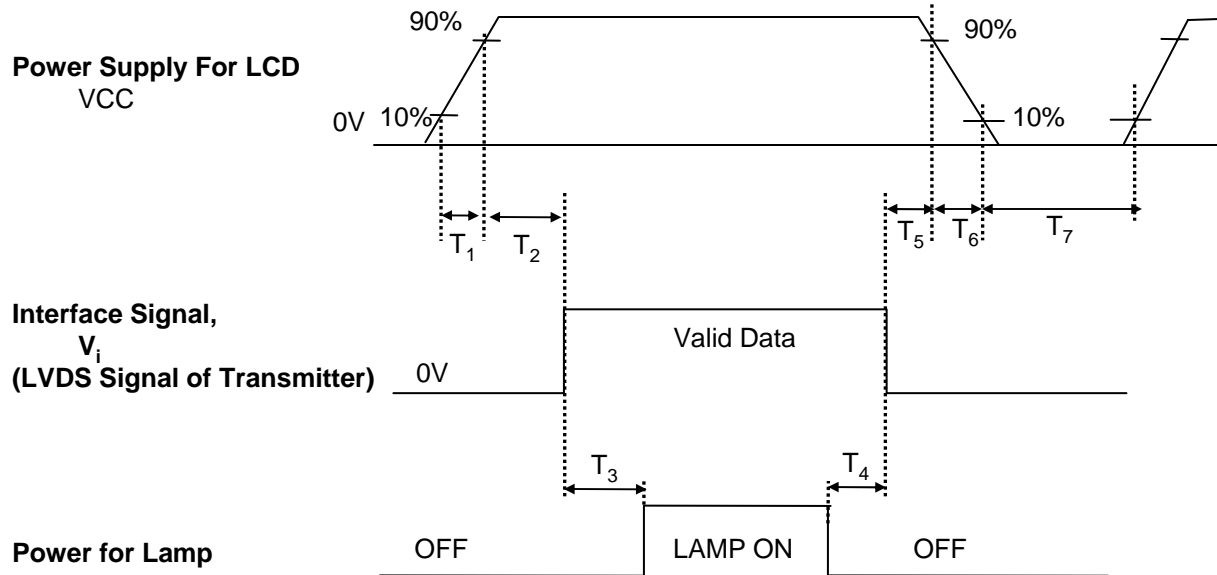 90%
90%
Power Supply For LCD
VCC
0V
10%
10%
T1
T2
T5
T6
T7
Interface Signal,
Vi
(LVDS Signal of Transmitter)
Valid Data
0V
T3
T4
Power for Lamp
OFF
LAMP ON
OFF